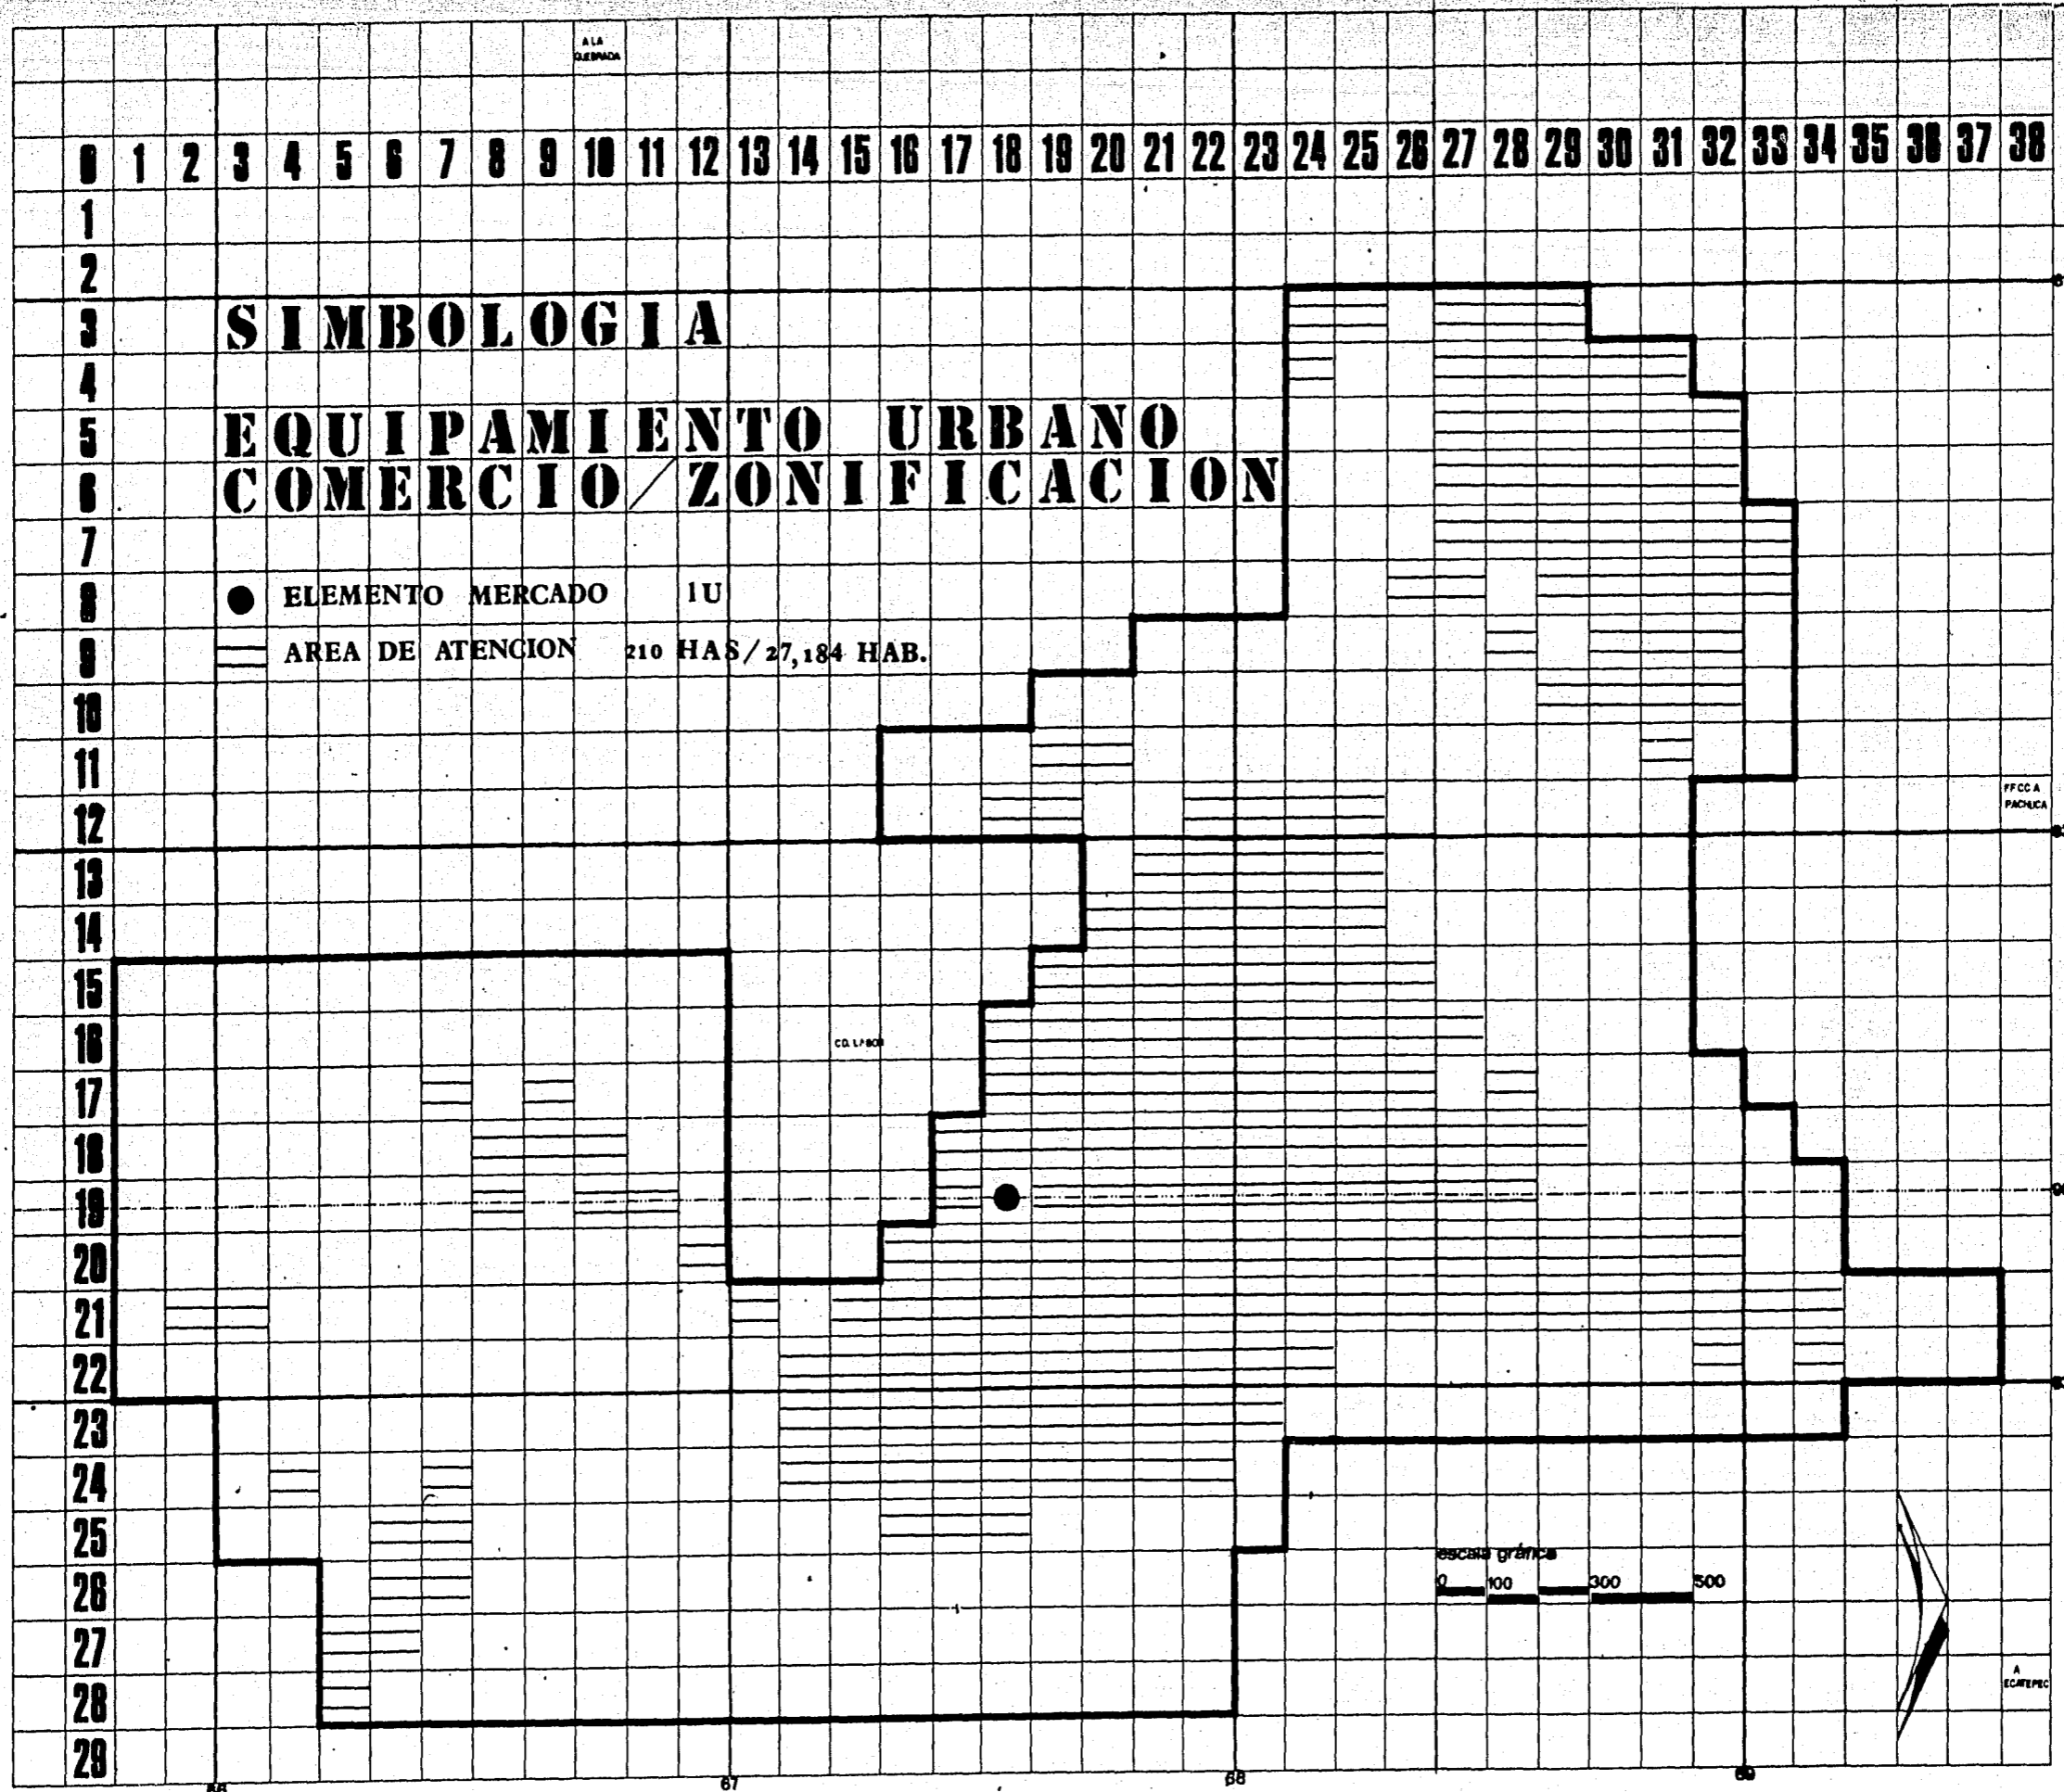 A LA
QUEBRADA
0 1 2 3 4 5 6 7 8 9 10 11 12 13 14 15 16 17 18 19 20 21 22 23 24 25 26 27 28 29 30 31 32 33 34 35 36 37 38
1
2
3
SIMBOLOGIA
4
5
EQUIPAMIENTO URBANO
6
COMERCIO/ZONIFICACION
7
8
ELEMENTO MERCADO 1U
9
AREA DE ATENCION 210 HAS/27,184 HAB.
10
11
FFCC A
PACHUCA
12
13
14
15
16
CD. LABOR
17
18
19
20
21
22
23
24
25
escala gráfica
26
0 100 300 500
27
28
A
ECATEPEC
29
66 67 68 69